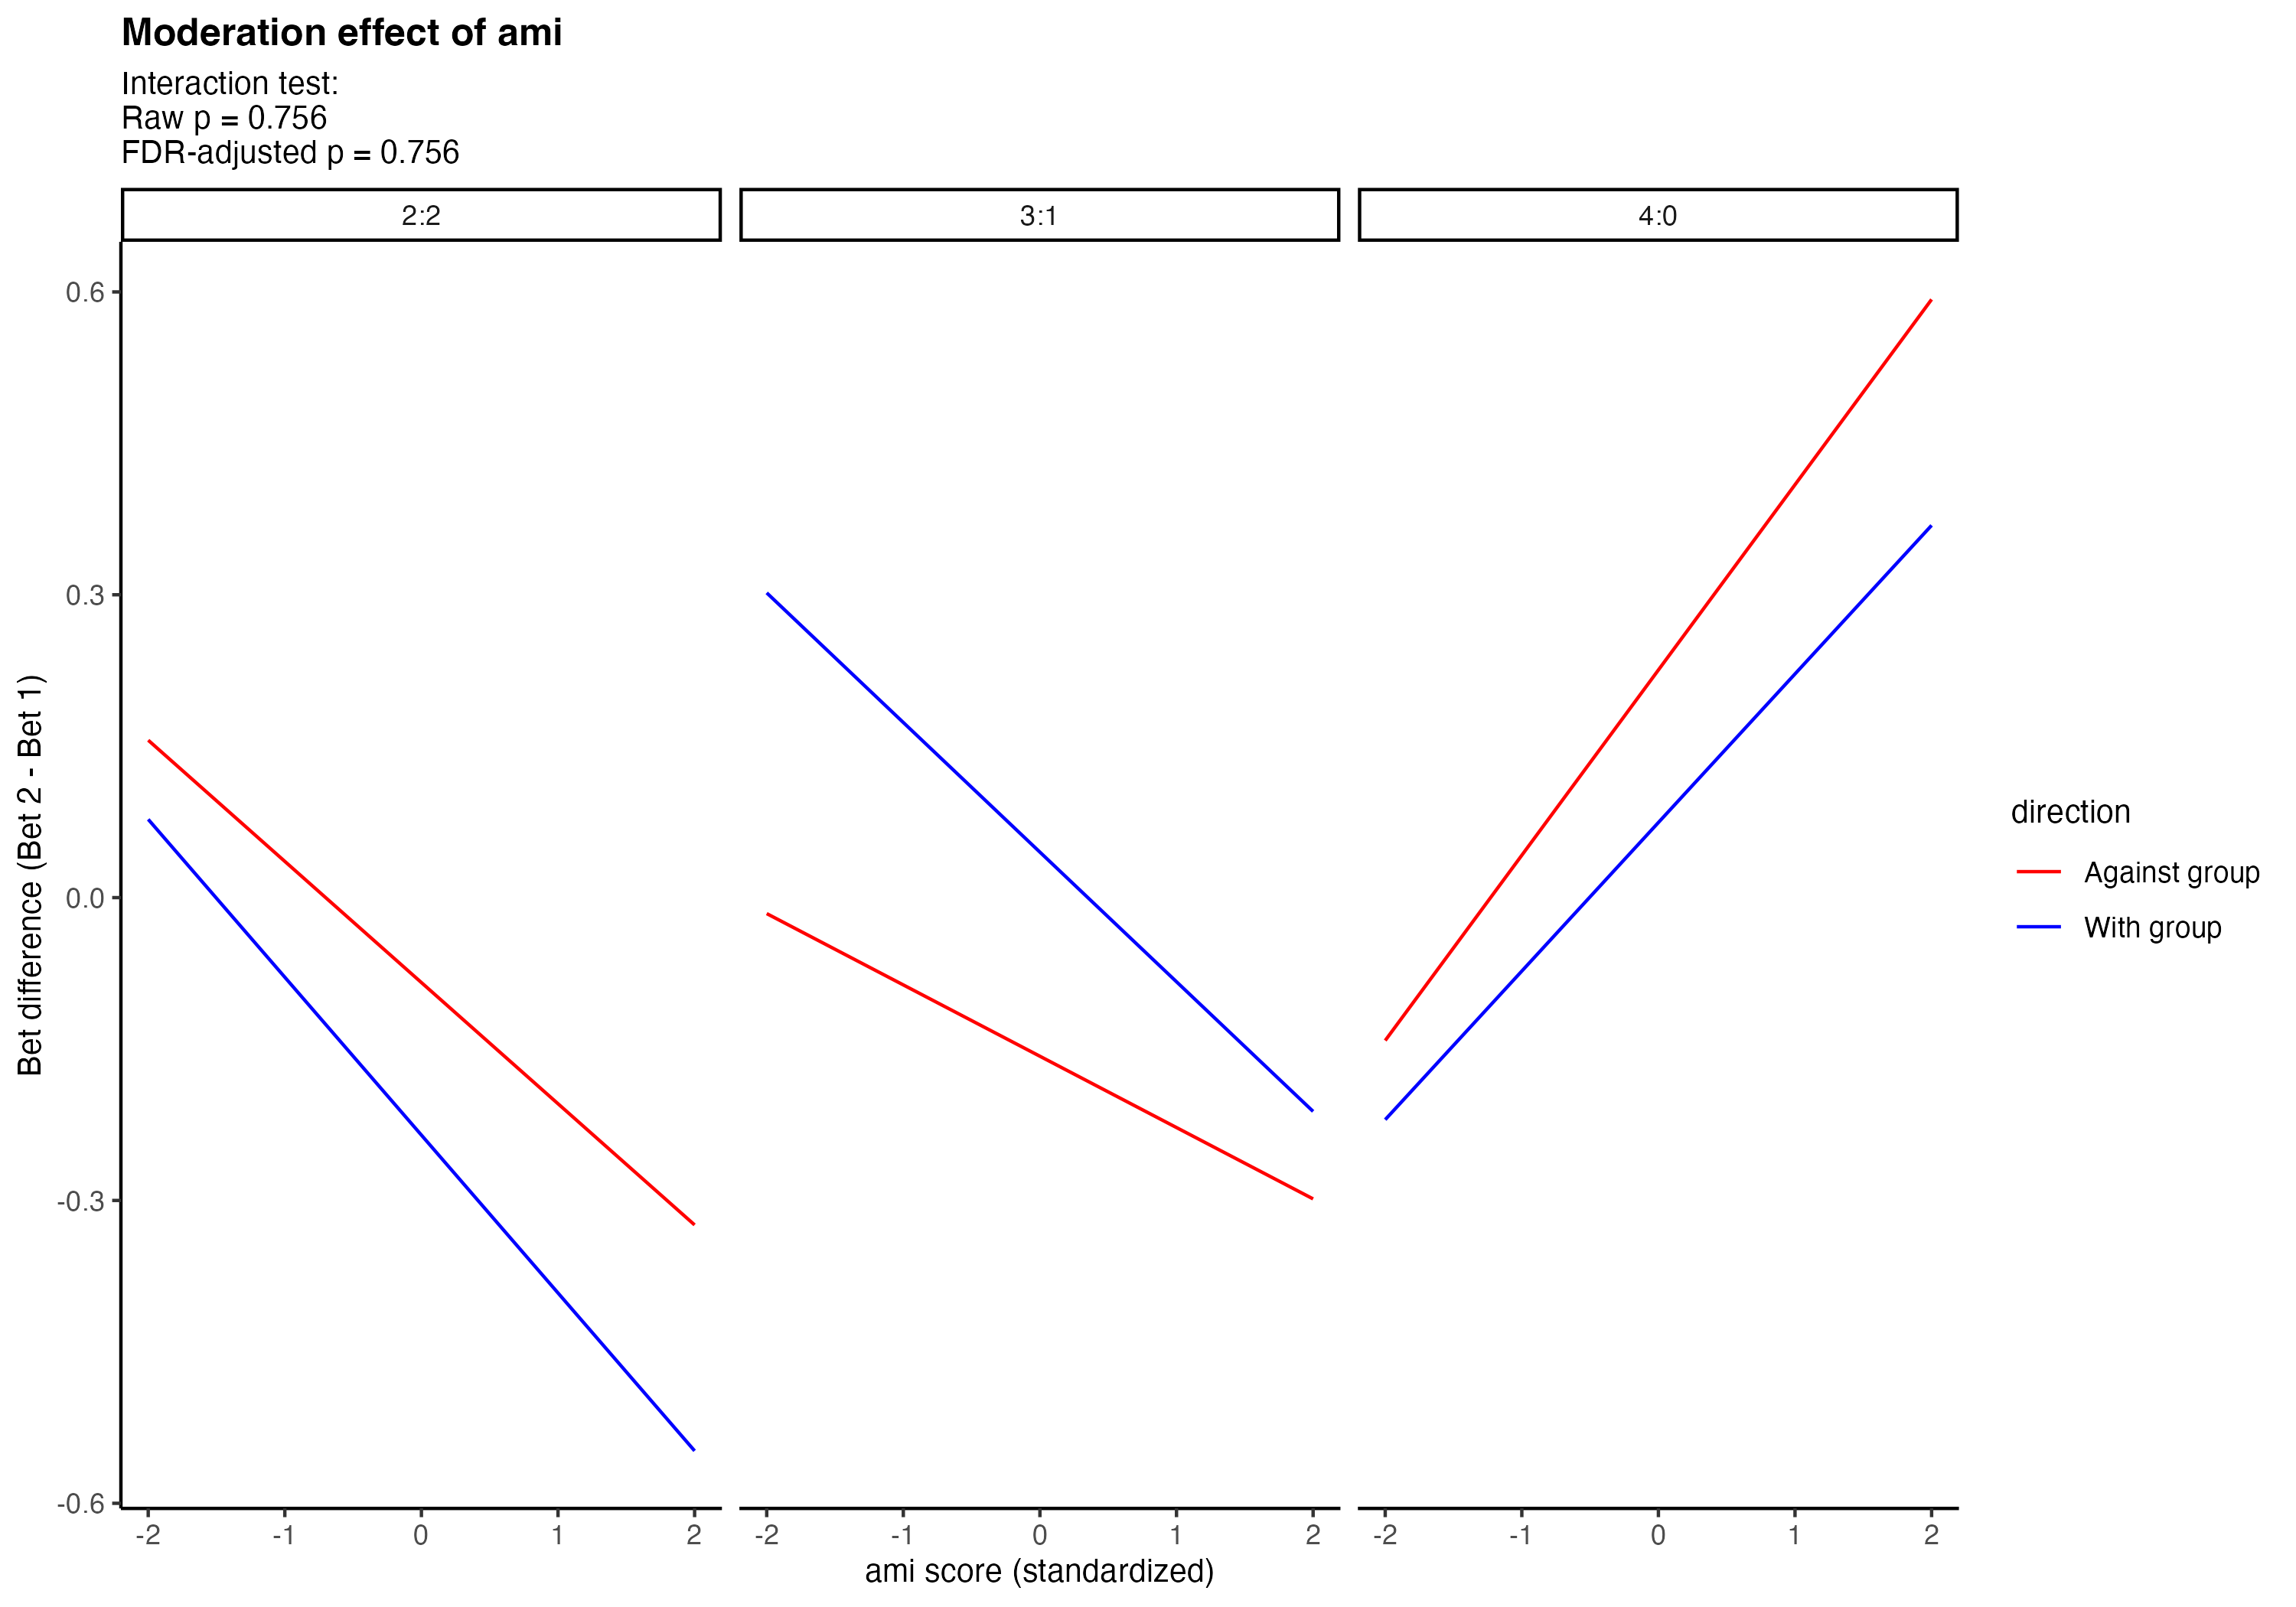 Moderation effect of ami
Interaction test:
Raw p = 0.756
FDR-adjusted p = 0.756
2:2
3:1
4:0
0.6
0.3
0.0
-0.3
-0.6
Bet difference (Bet 2 - Bet 1)
-2 -1 0 1 2
-2 -1 0 1 2
-2 -1 0 1 2
ami score (standardized)
direction
Against group
With group